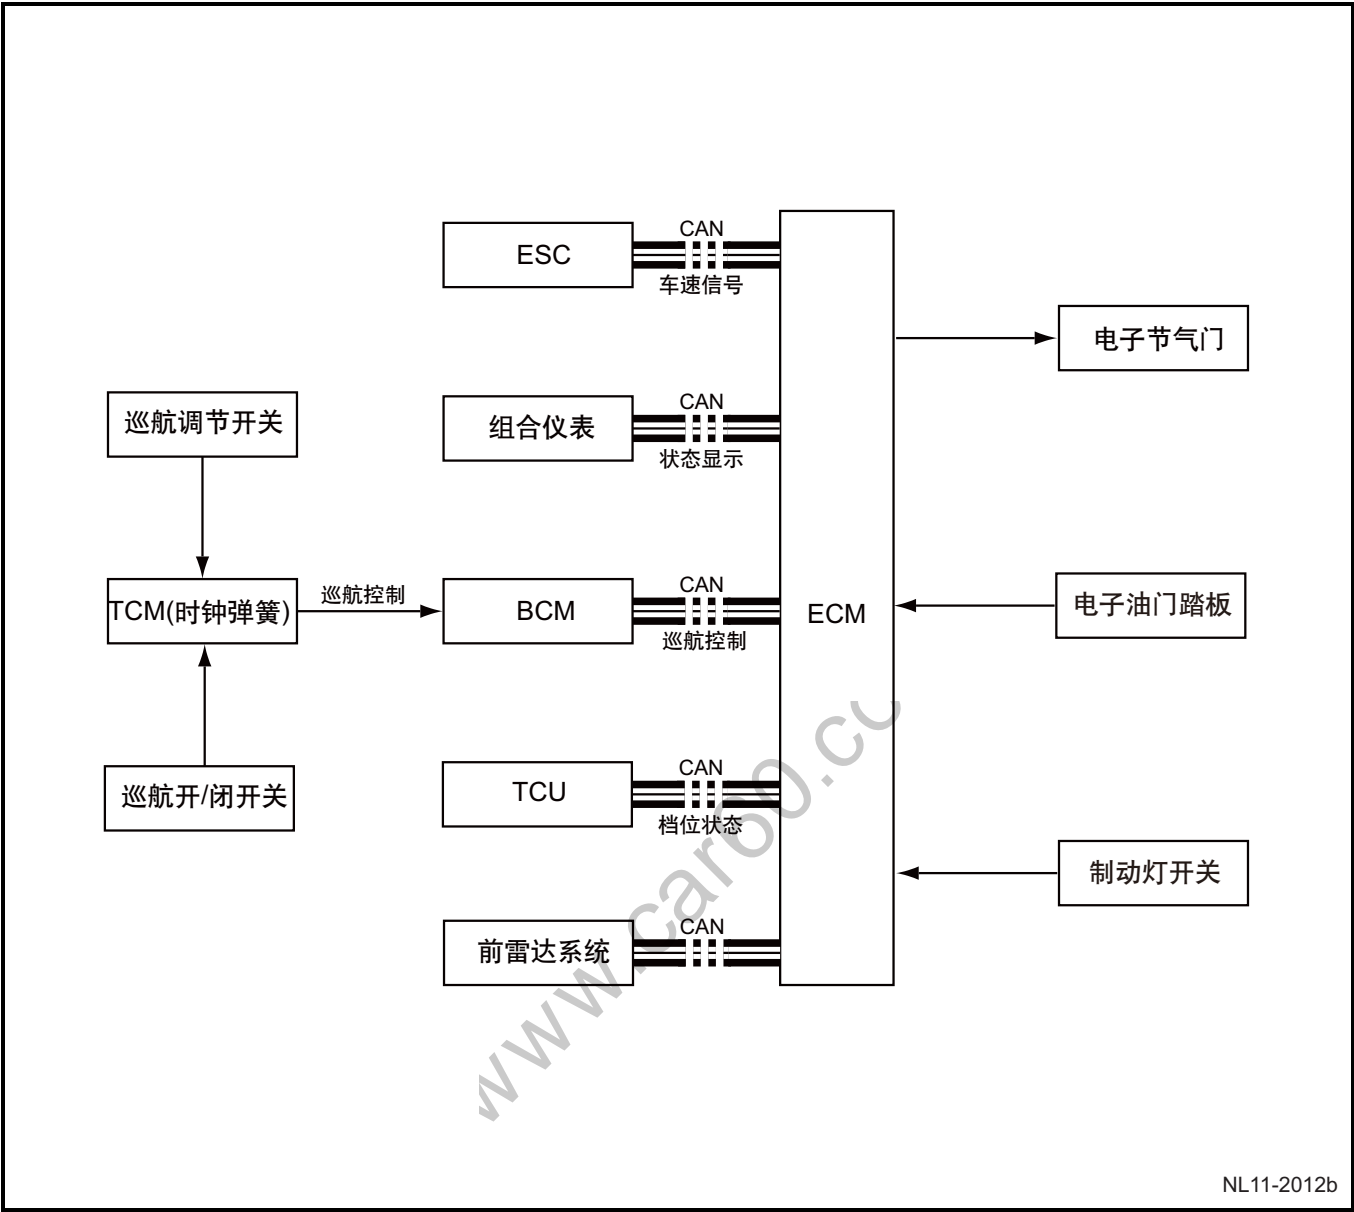 CAN
ESC
车速信号
电子节气门
CAN
巡航调节开关
组合仪表
状态显示
CAN
巡航控制
TCM(时钟弹簧)
BCM
ECM
电子油门踏板
巡航控制
CAN
TCU
巡航开/闭开关
档位状态
制动灯开关
CAN
前雷达系统
www.car60.co
NL11-2012b